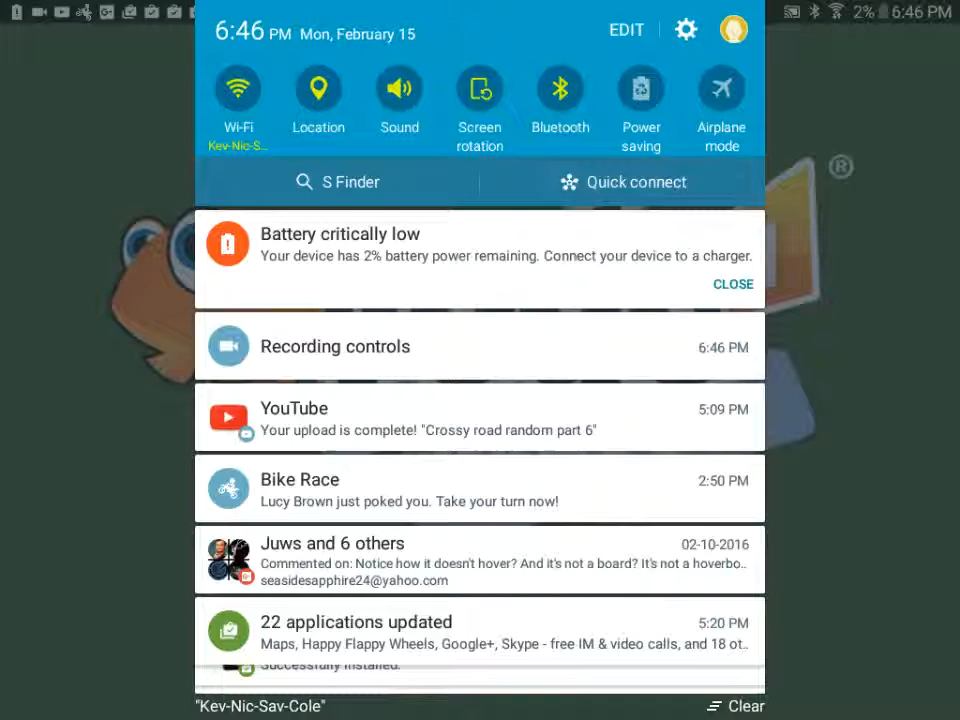 2% 6:46 PM
6:46 PM Mon, February 15
EDIT
Wi-Fi
Kev-Nic-S...
Location
Sound
Screen
rotation
Bluetooth
Power
saving
Airplane
mode
S Finder
Quick connect
®
Battery critically low
Your device has 2% battery power remaining. Connect your device to a charger.
CLOSE
Recording controls
6:46 PM
YouTube
5:09 PM
Your upload is complete! "Crossy road random part 6"
Bike Race
2:50 PM
Lucy Brown just poked you. Take your turn now!
Juws and 6 others
02-10-2016
Commented on: Notice how it doesn't hover? And it's not a board? It's not a hoverbo..
seasidesapphire24@yahoo.com
22 applications updated
5:20 PM
Maps, Happy Flappy Wheels, Google+, Skype - free IM & video calls, and 18 ot..
Successfully installed.
"Kev-Nic-Sav-Cole"
Clear